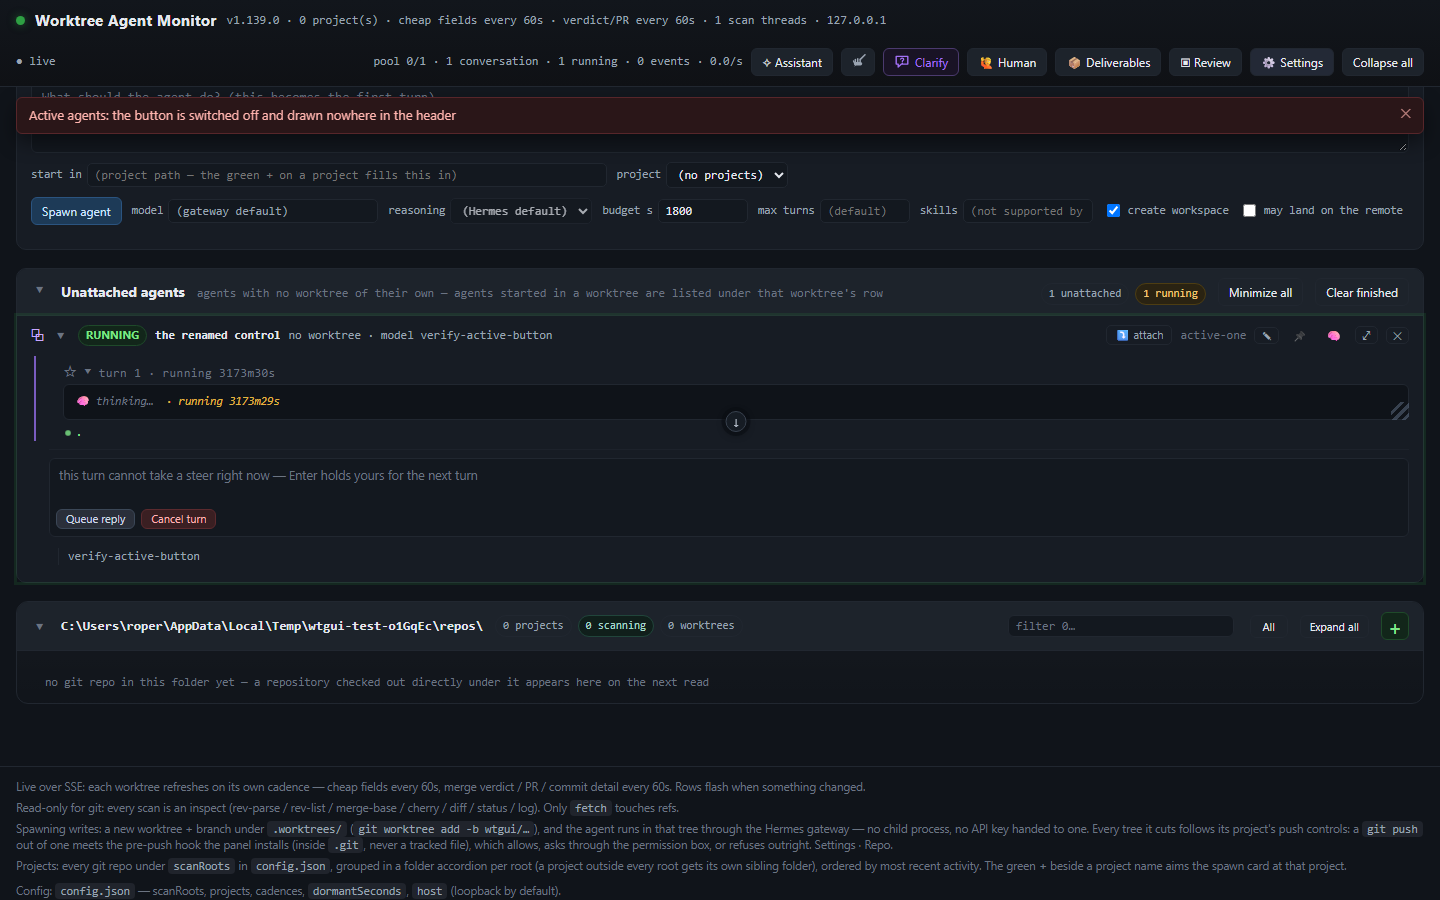 Worktree Agent Monitor v1.139.0 · 0 project(s) · cheap fields every 60s · verdict/PR every 60s · 1 scan threads · 127.0.0.1
live pool 0/1 · 1 conversation · 1 running · 0 events · 0.0/s Assistant Clarify Human Deliverables Review Settings Collapse all
What should the agent do? (this becomes the first turn)
Active agents: the button is switched off and drawn nowhere in the header
start in (project path — the green + on a project fills this in) project (no projects)
Spawn agent model (gateway default) reasoning (Hermes default) budget s 1800 max turns (default) skills (not supported by create workspace may land on the remote
Unattached agents agents with no worktree of their own — agents started in a worktree are listed under that worktree's row 1 unattached 1 running Minimize all Clear finished
RUNNING the renamed control no worktree · model verify-active-button attach active-one
turn 1 · running 3173m30s
thinking… · running 3173m29s
.
this turn cannot take a steer right now — Enter holds yours for the next turn
Queue reply Cancel turn
verify-active-button
C:\Users\roper\AppData\Local\Temp\wtgui-test-o1GqEc\repos\ 0 projects 0 scanning 0 worktrees filter 0… All Expand all +
no git repo in this folder yet — a repository checked out directly under it appears here on the next read
Live over SSE: each worktree refreshes on its own cadence — cheap fields every 60s, merge verdict / PR / commit detail every 60s. Rows flash when something changed.
Read-only for git: every scan is an inspect (rev-parse / rev-list / merge-base / cherry / diff / status / log). Only fetch touches refs.
Spawning writes: a new worktree + branch under .worktrees/ ( git worktree add -b wtgui/… ), and the agent runs in that tree through the Hermes gateway — no child process, no API key handed to one. Every tree it cuts follows its project's push controls: a git push
out of one meets the pre-push hook the panel installs (inside .git , never a tracked file), which allows, asks through the permission box, or refuses outright. Settings · Repo.
Projects: every git repo under scanRoots in config.json , grouped in a folder accordion per root (a project outside every root gets its own sibling folder), ordered by most recent activity. The green + beside a project name aims the spawn card at that project.
Config: config.json — scanRoots, projects, cadences, dormantSeconds , host (loopback by default).